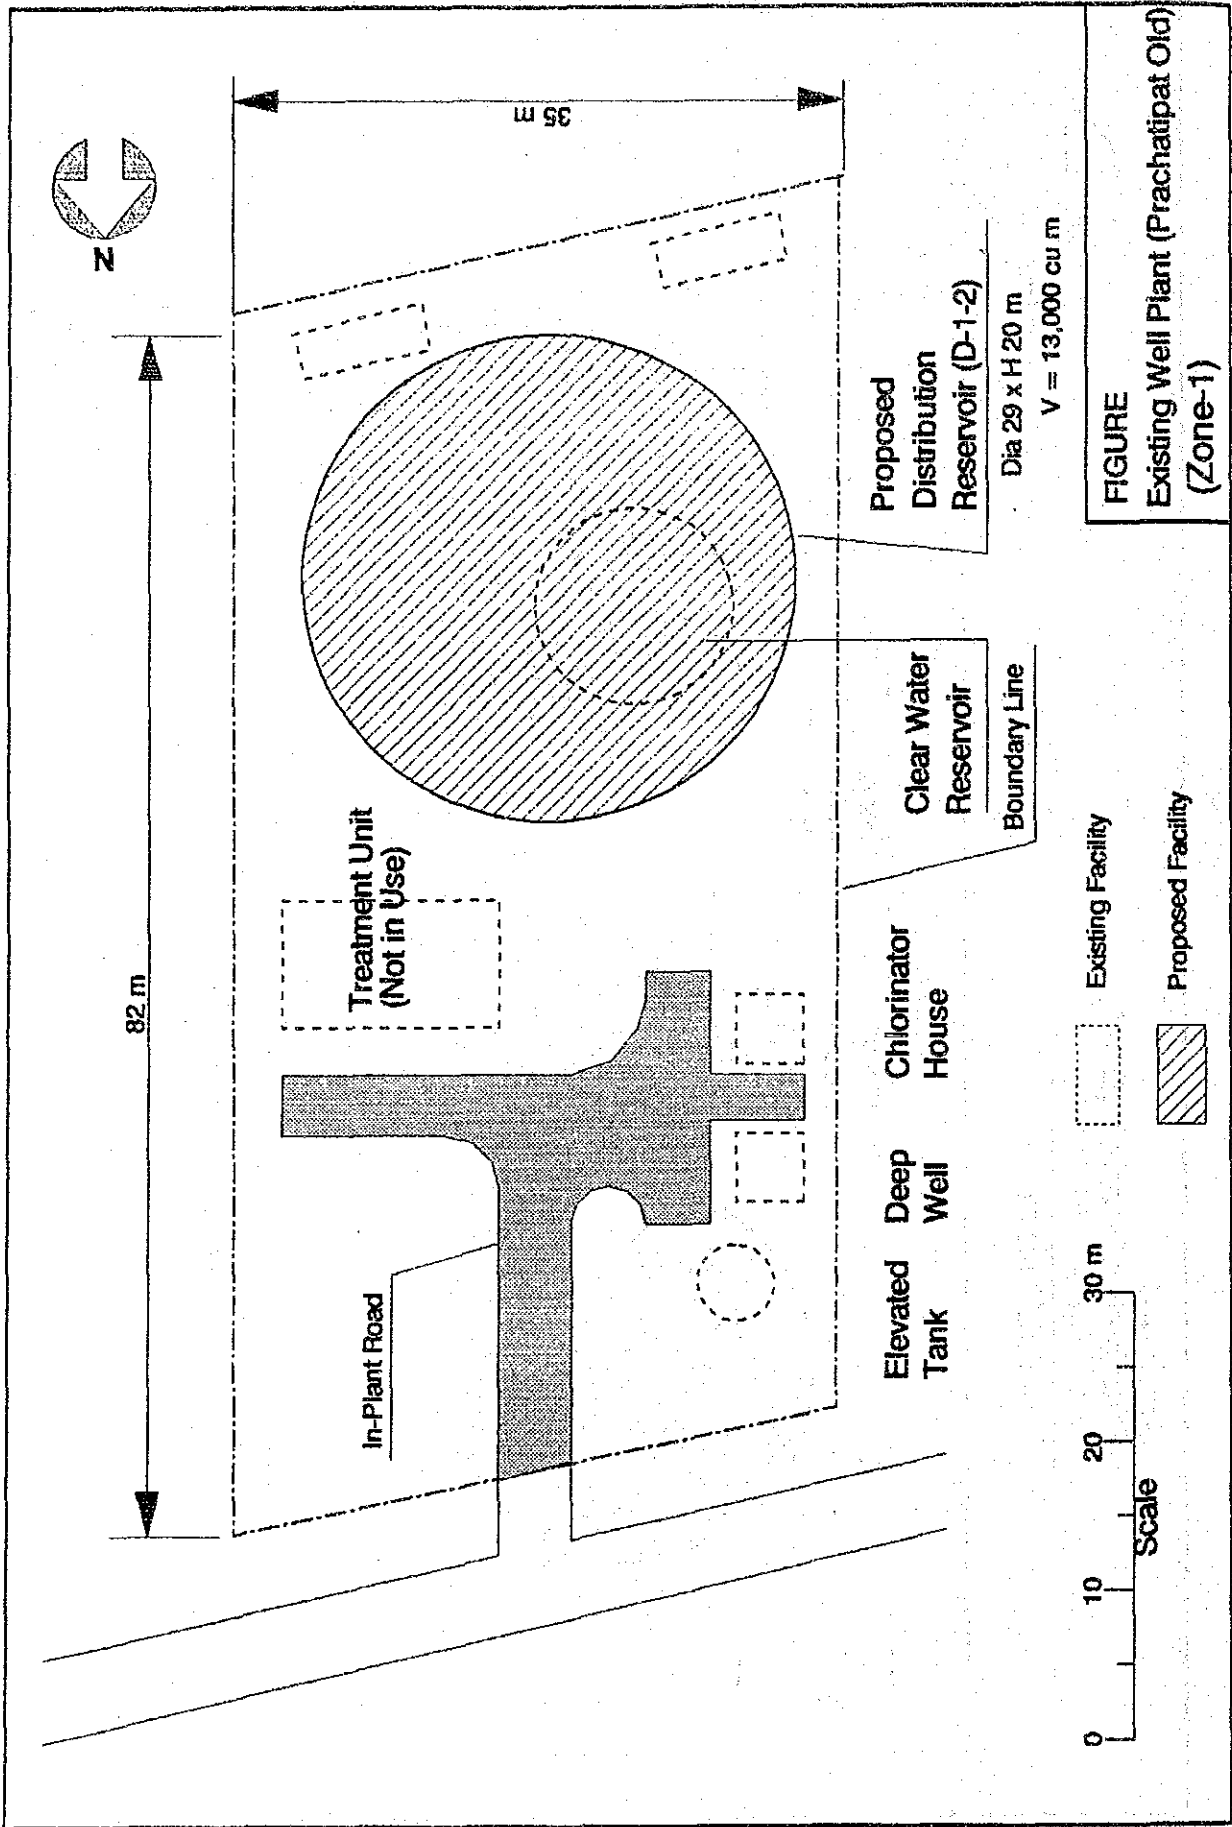 N
82 m
35 m
Treatment Unit
(Not in Use)
In-Plant Road
Elevated
Tank
Deep
Well
Chlorinator
House
Clear Water
Reservoir
Boundary Line
Proposed
Distribution
Reservoir (D-1-2)
Dia 29 x H 20 m
V = 13,000 cu m
0
10
20
30 m
Scale
Existing Facility
Proposed Facility
FIGURE
Existing Well Plant (Prachatipat Old)
(Zone-1)